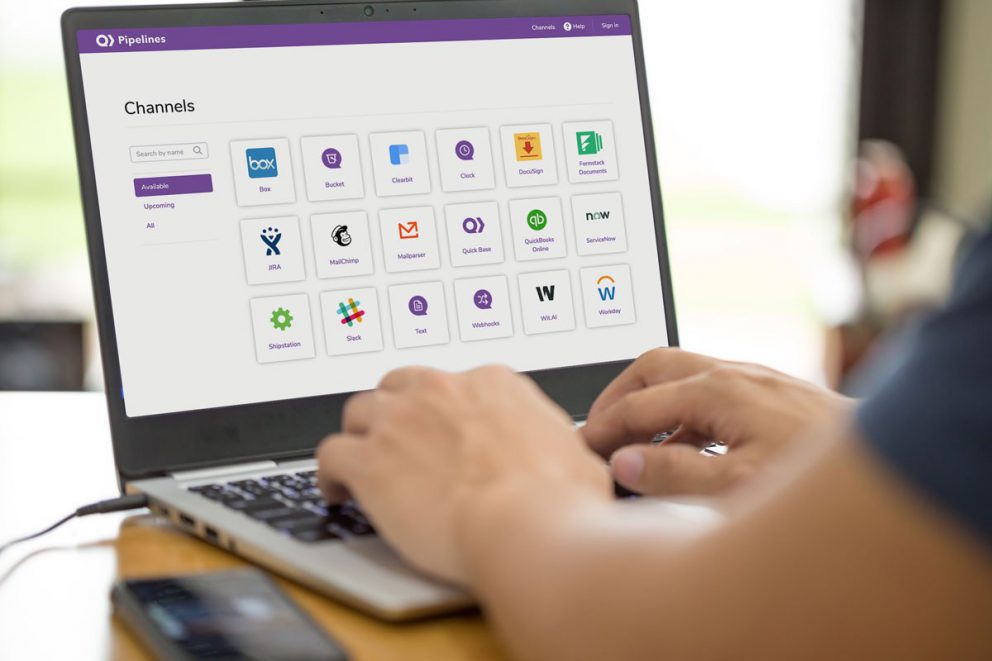 Pipelines
Channels Help Sign in
Channels
Search by name
Available
Upcoming
All
box
Box
Bucket
Clearbit
Clock
DocuSign
Formstack
Documents
JIRA
MailChimp
Mailparser
Quick Base
qb
QuickBooks
Online
now
ServiceNow
Shipstation
Slack
Text
Webhooks
W
Wit.AI
W
Workday